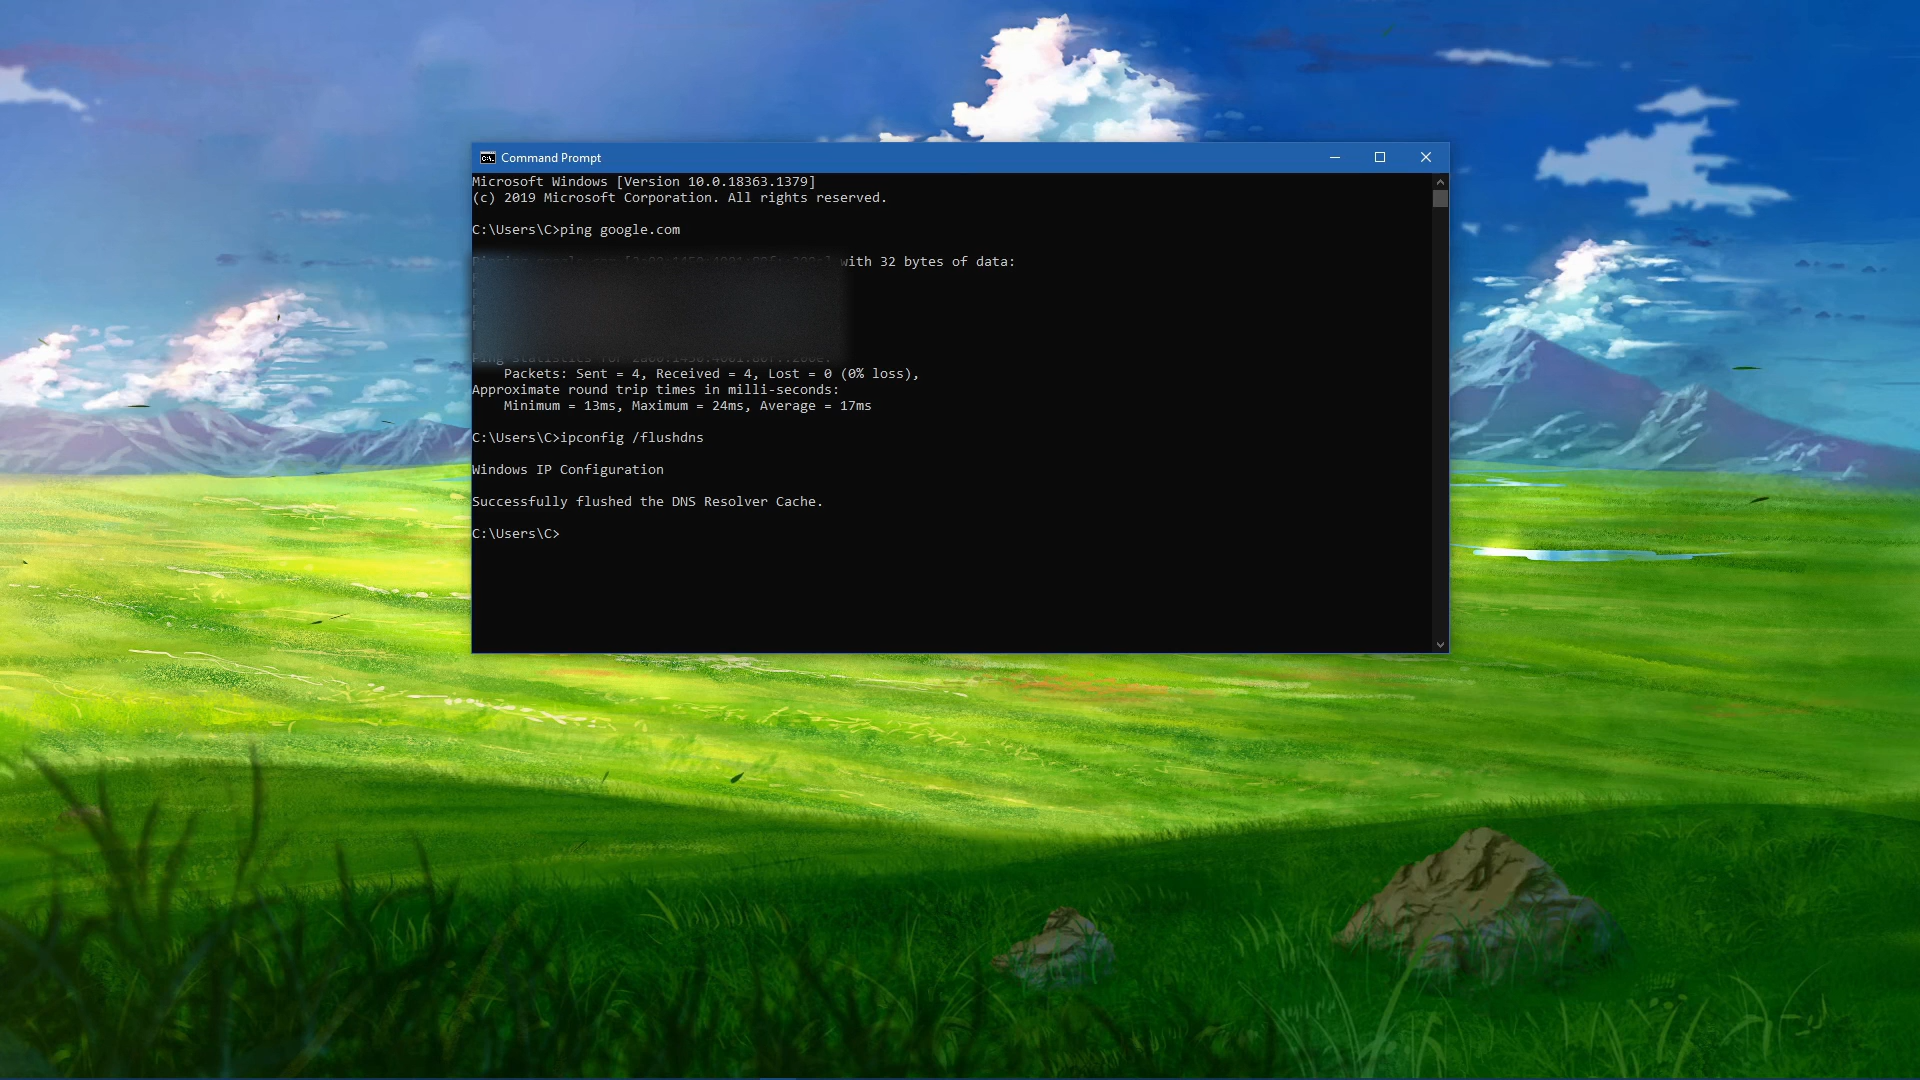 Command Prompt
Microsoft Windows [Version 10.0.18363.1379]
(c) 2019 Microsoft Corporation. All rights reserved.
C:\Users\C>ping google.com
with 32 bytes of data:
Ping statistics for
Packets: Sent = 4, Received = 4, Lost = 0 (0% loss),
Approximate round trip times in milli-seconds:
Minimum = 13ms, Maximum = 24ms, Average = 17ms
C:\Users\C>ipconfig /flushdns
Windows IP Configuration
Successfully flushed the DNS Resolver Cache.
C:\Users\C>